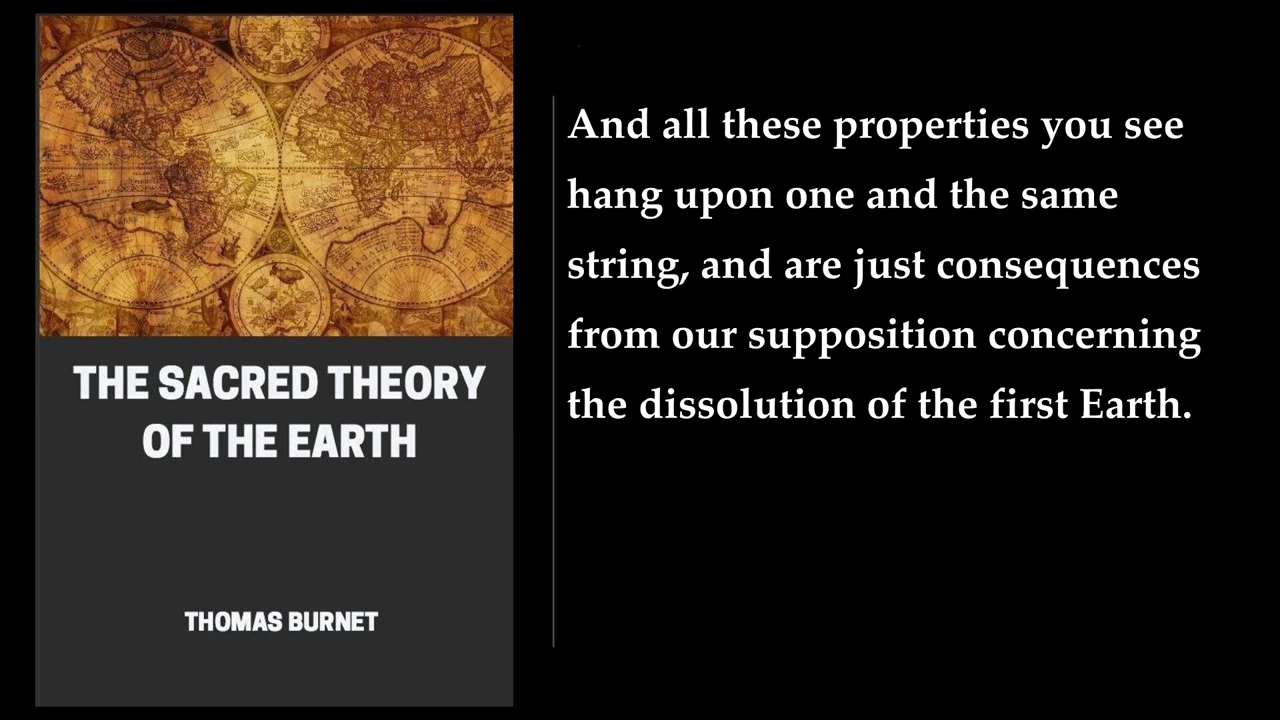 THE SACRED THEORY
OF THE EARTH
THOMAS BURNET
And all these properties you see
hang upon one and the same
string, and are just consequences
from our supposition concerning
the dissolution of the first Earth.